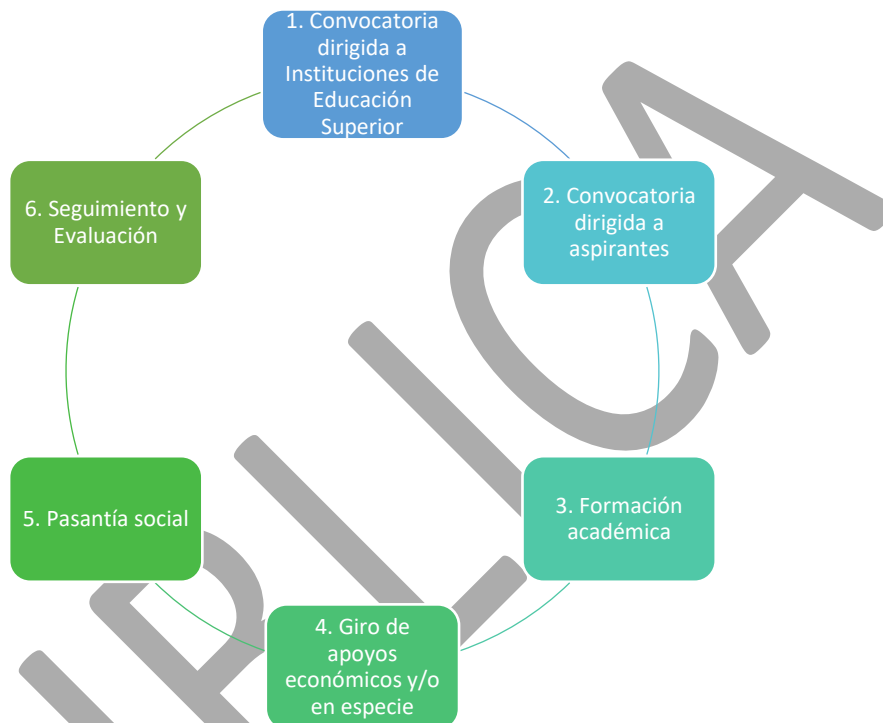 1. Convocatoria
dirigida a
Instituciones de
Educación
Superior
2. Convocatoria
dirigida a
aspirantes
3. Formación
académica
4. Giro de
apoyos
económicos y/o
en especie
5. Pasantía social
6. Seguimiento y
Evaluación